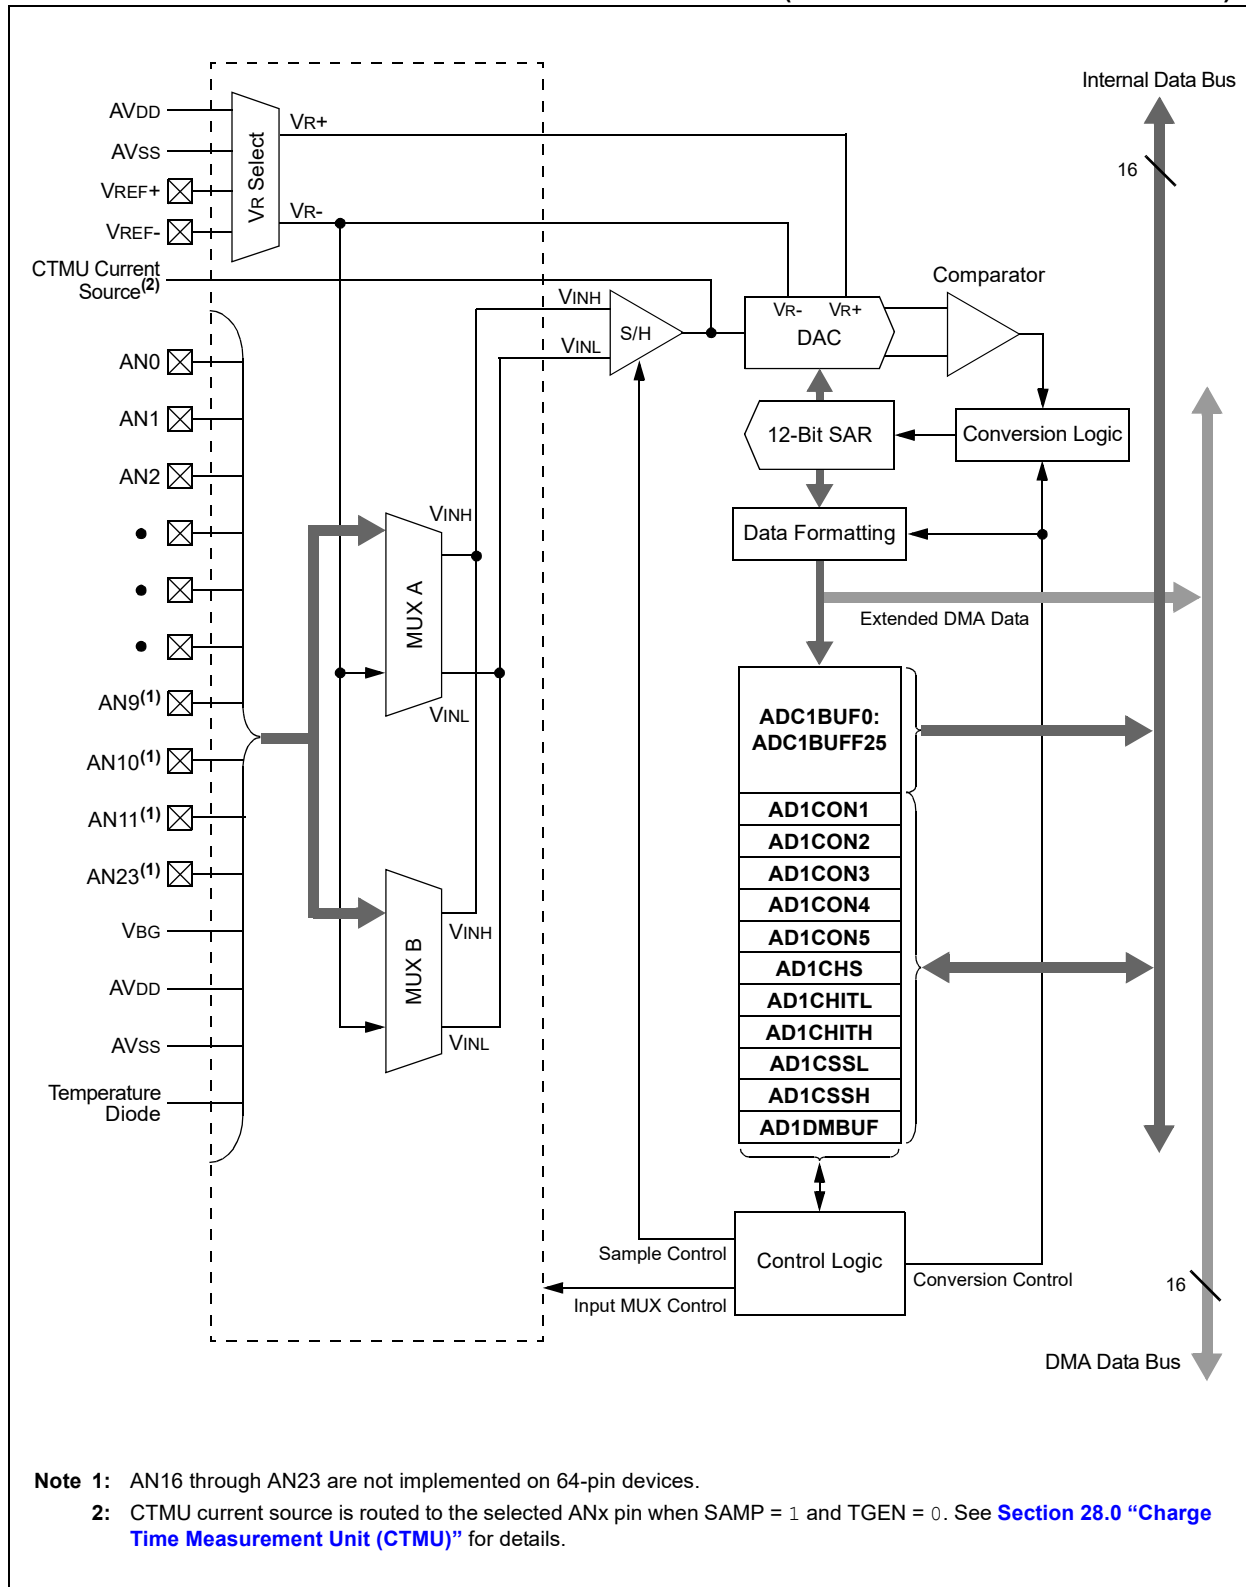 Internal Data Bus
AVDD
VR+
AVSS
VR Select
16
VREF+
VR-
VREF-
CTMU Current
Source(2)
Comparator
VINH
VR- VR+
S/H
DAC
VINL
AN0
AN1
12-Bit SAR
Conversion Logic
AN2
VINH
Data Formatting
MUX A
Extended DMA Data
AN9(1)
VINL
ADC1BUF0:
ADC1BUFF25
AN10(1)
AD1CON1
AN11(1)
AD1CON2
AD1CON3
AN23(1)
AD1CON4
VBG
VINH
AD1CON5
MUX B
AD1CHS
AVDD
AD1CHITL
AD1CHITH
AVSS
VINL
AD1CSSL
Temperature
Diode
AD1CSSH
AD1DMBUF
Sample Control
Control Logic
Conversion Control
16
Input MUX Control
DMA Data Bus
Note 1: AN16 through AN23 are not implemented on 64-pin devices.
2: CTMU current source is routed to the selected ANx pin when SAMP = 1 and TGEN = 0. See Section 28.0 “Charge
Time Measurement Unit (CTMU)” for details.